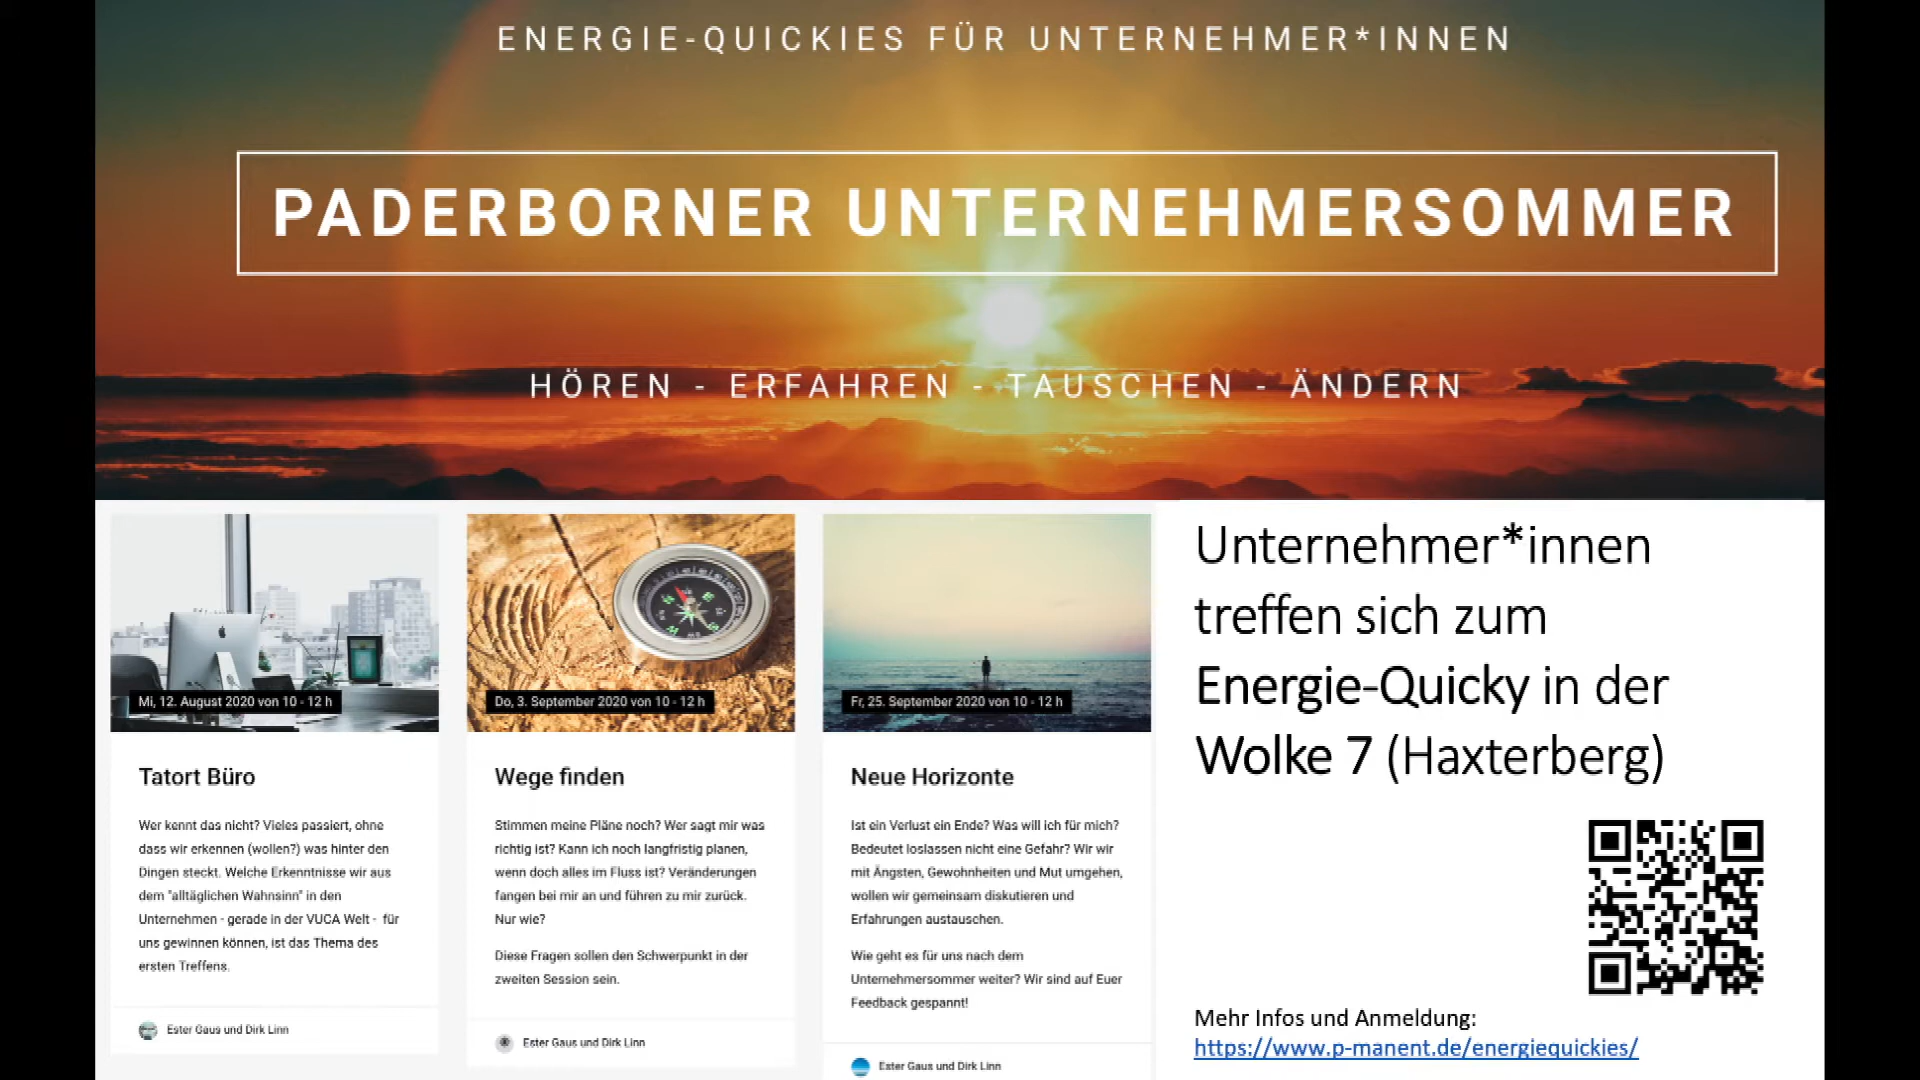 ENERGIE-QUICKIES FÜR UNTERNEHMER*INNEN
PADERBORNER UNTERNEHMERSOMMER
HÖREN - ERFAHREN - TAUSCHEN - ÄNDERN
Mi, 12. August 2020 von 10 - 12 h
Tatort Büro
Wer kennt das nicht? Vieles passiert, ohne
dass wir erkennen (wollen?) was hinter den
Dingen steckt. Welche Erkenntnisse wir aus
dem "alltäglichen Wahnsinn" in den
Unternehmen - gerade in der VUCA Welt - für
uns gewinnen können, ist das Thema des
ersten Treffens.
Ester Gaus und Dirk Linn
Do, 3. September 2020 von 10 - 12 h
Wege finden
Stimmen meine Pläne noch? Wer sagt mir was
richtig ist? Kann ich noch langfristig planen,
wenn doch alles im Fluss ist? Veränderungen
fangen bei mir an und führen zu mir zurück.
Nur wie?
Diese Fragen sollen den Schwerpunkt in der
zweiten Session sein.
Ester Gaus und Dirk Linn
Fr, 25. September 2020 von 10 - 12 h
Neue Horizonte
Ist ein Verlust ein Ende? Was will ich für mich?
Bedeutet loslassen nicht eine Gefahr? Wir wir
mit Ängsten, Gewohnheiten und Mut umgehen,
wollen wir gemeinsam diskutieren und
Erfahrungen austauschen.
Wie geht es für uns nach dem
Unternehmersommer weiter? Wir sind auf Euer
Feedback gespannt!
Ester Gaus und Dirk Linn
Unternehmer*innen
treffen sich zum
Energie-Quicky in der
Wolke 7 (Haxterberg)
Mehr Infos und Anmeldung:
https://www.p-manent.de/energiequickies/